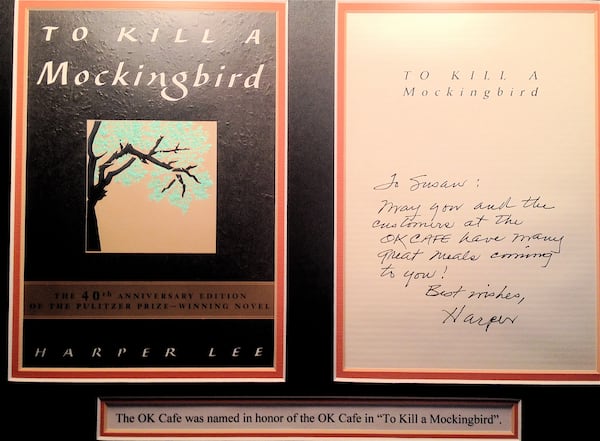 TO KILL A
Mockingbird
THE 40th ANNIVERSARY EDITION
OF THE PULITZER PRIZE–WINNING NOVEL
HARPER LEE
TO KILL A
Mockingbird
To Susan:
May you and the
customers at the
OK CAFE have many
great meals coming
to you!
Best wishes,
Harper
The OK Cafe was named in honor of the OK Cafe in “To Kill a Mockingbird”.